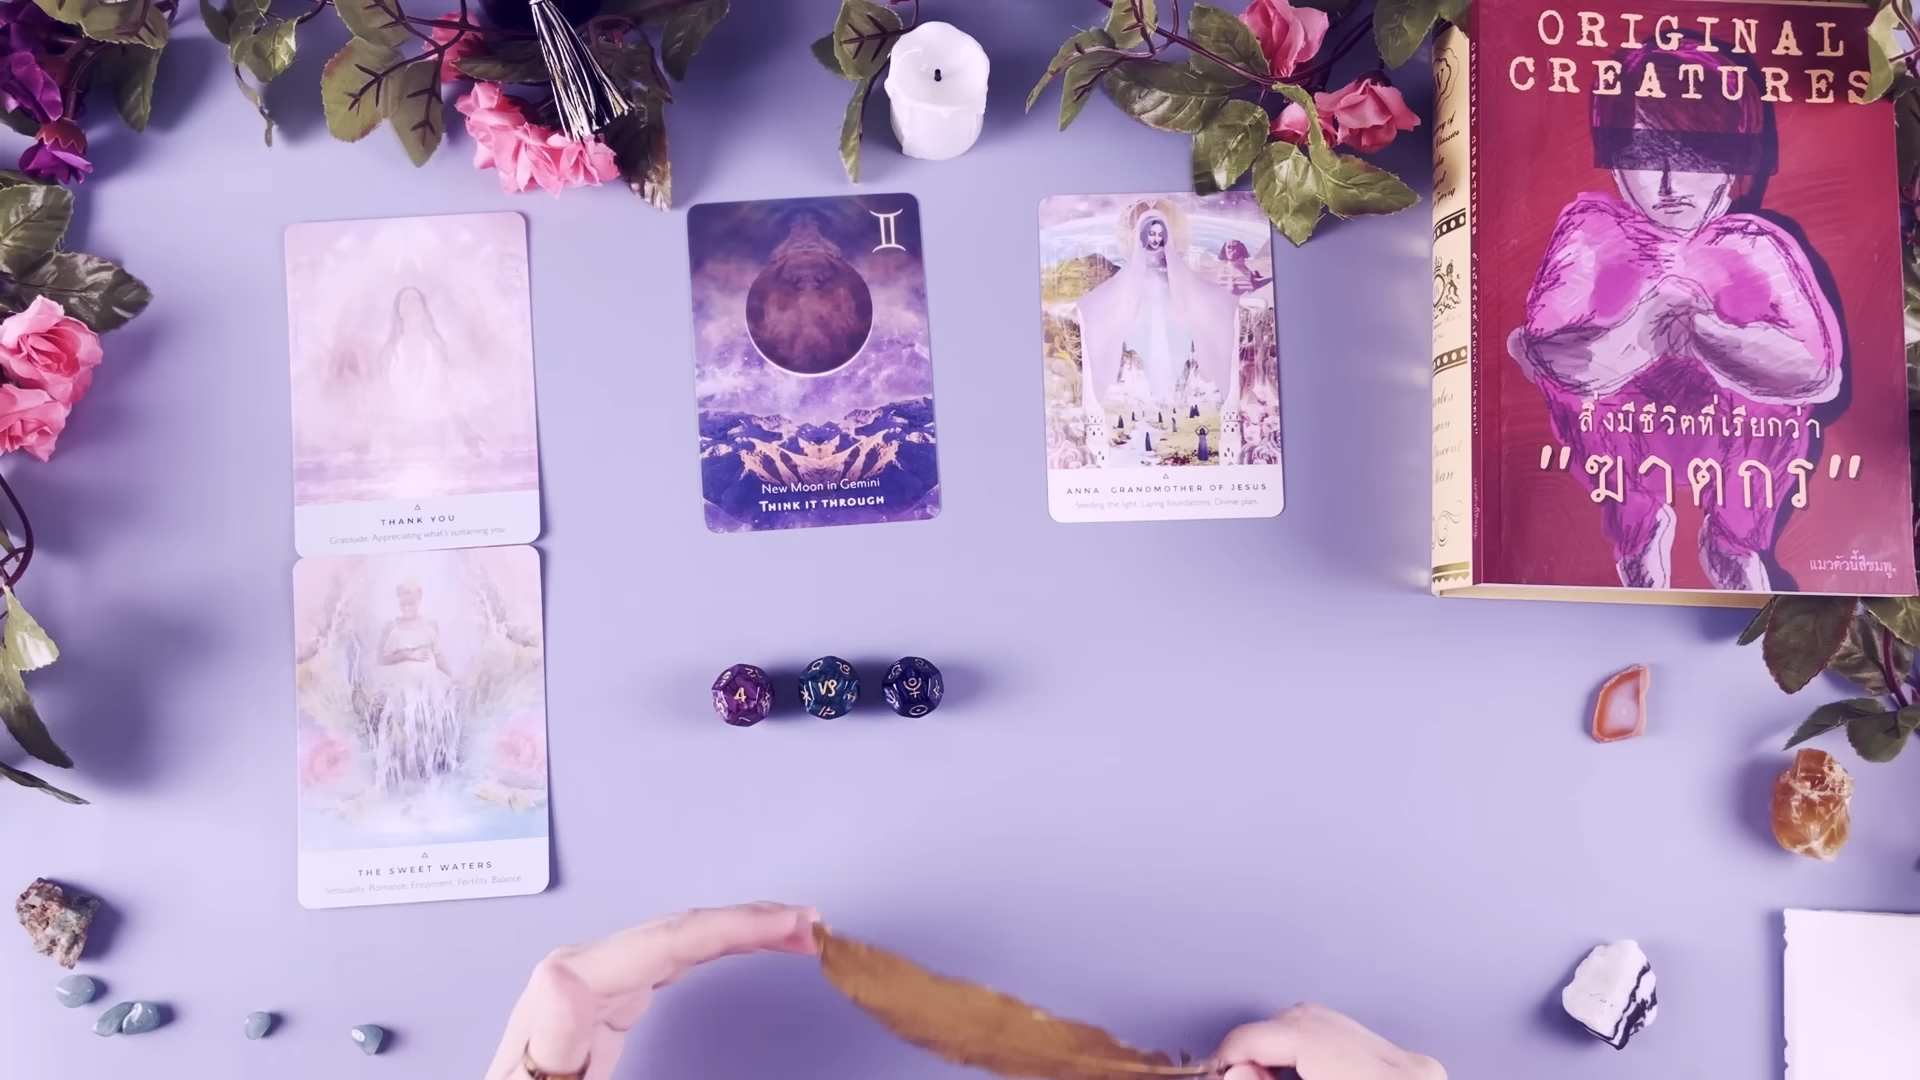 THANK YOU
Gratitude. Appreciating what's sustaining you.
THE SWEET WATERS
Sensuality. Romance. Enjoyment. Fertility. Balance.
New Moon in Gemini
THINK IT THROUGH
ANNA, GRANDMOTHER OF JESUS
Seeding the light. Laying foundations. Divine plan.
4
ORIGINAL
CREATURES
สิ่งมีชีวิตที่เรียกว่า
"ฆาตกร"
แมวตัวนี้สีชมพู.
ORIGINAL CREATURES